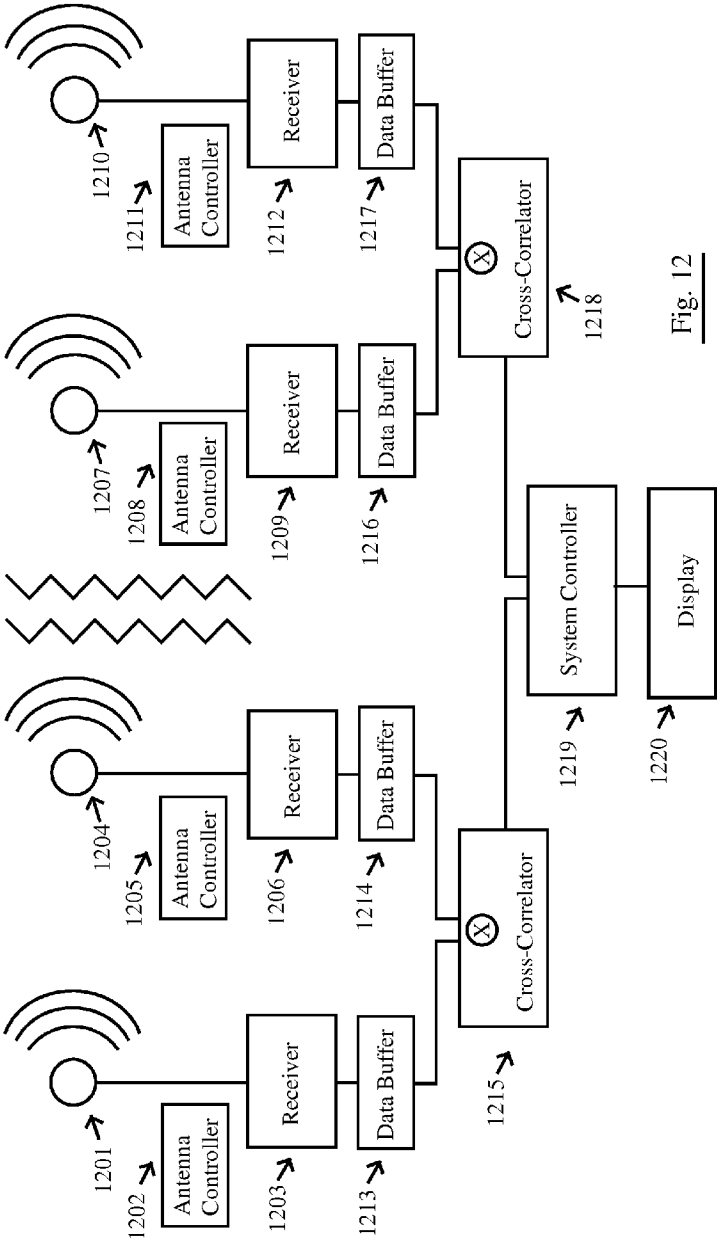 1201
1202
Antenna
Controller
1203
Receiver
1213
Data Buffer
1204
1205
Antenna
Controller
1206
Receiver
1214
Data Buffer
1215
X
Cross-Correlator
1207
1208
Antenna
Controller
1209
Receiver
1216
Data Buffer
1210
1211
Antenna
Controller
1212
Receiver
1217
Data Buffer
X
Cross-Correlator
1218
1219
System Controller
1220
Display
Fig. 12